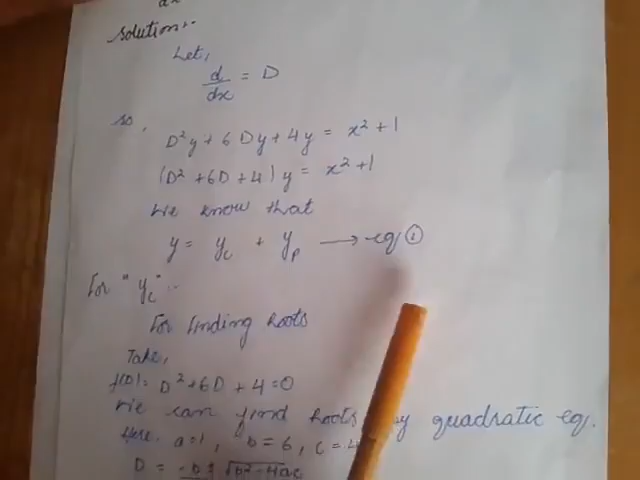 dx
Solution:-
Let,
d/dx = D
so,
D²y + 6Dy + 4y = x² + 1
(D² + 6D + 4) y = x² + 1
We know that
y = yc + yp → eq ①
For "yc" :-
For finding Roots
Take,
f(D) = D² + 6D + 4 = 0
We can find Roots by quadratic eq.
Here, a = 1, b = 6, c = 4
D = -b ± √b² - 4ac